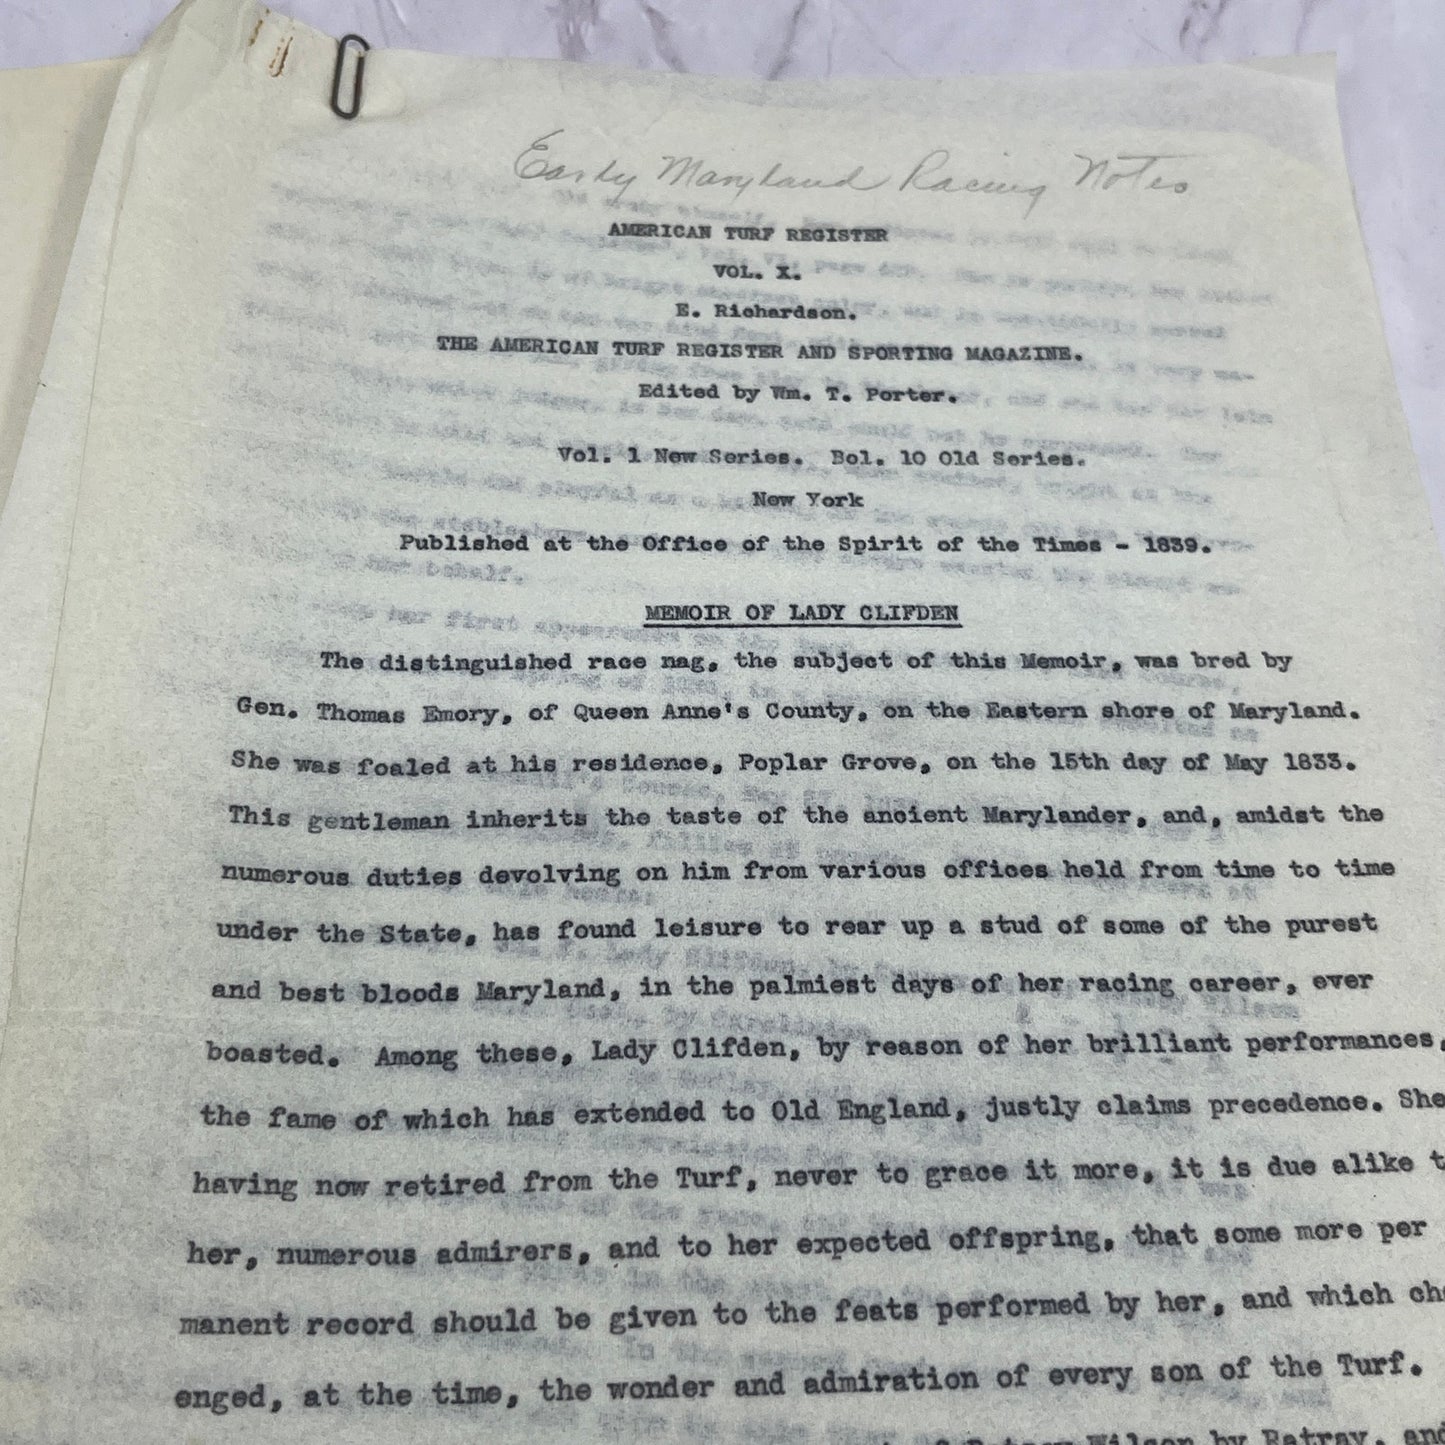 Early Maryland Racing Notes
AMERICAN TURF REGISTER
VOL. X.
E. Richardson.
THE AMERICAN TURF REGISTER AND SPORTING MAGAZINE.
Edited by Wm. T. Porter.
Vol. 1 New Series. Bol. 10 Old Series.
New York
Published at the Office of the Spirit of the Times - 1839.
MEMOIR OF LADY CLIFDEN
The distinguished race nag, the subject of this Memoir, was bred by
Gen. Thomas Emory, of Queen Anne's County, on the Eastern shore of Maryland.
She was foaled at his residence, Poplar Grove, on the 15th day of May 1833.
This gentleman inherits the taste of the ancient Marylander, and, amidst the
numerous duties devolving on him from various offices held from time to time
under the State, has found leisure to rear up a stud of some of the purest
and best bloods Maryland, in the palmiest days of her racing career, ever
boasted. Among these, Lady Clifden, by reason of her brilliant performances,
the fame of which has extended to Old England, justly claims precedence. She
having now retired from the Turf, never to grace it more, it is due alike t
her, numerous admirers, and to her expected offspring, that some more per
manent record should be given to the feats performed by her, and which ch
enged, at the time, the wonder and admiration of every son of the Turf.
Wilson by Ratray, and